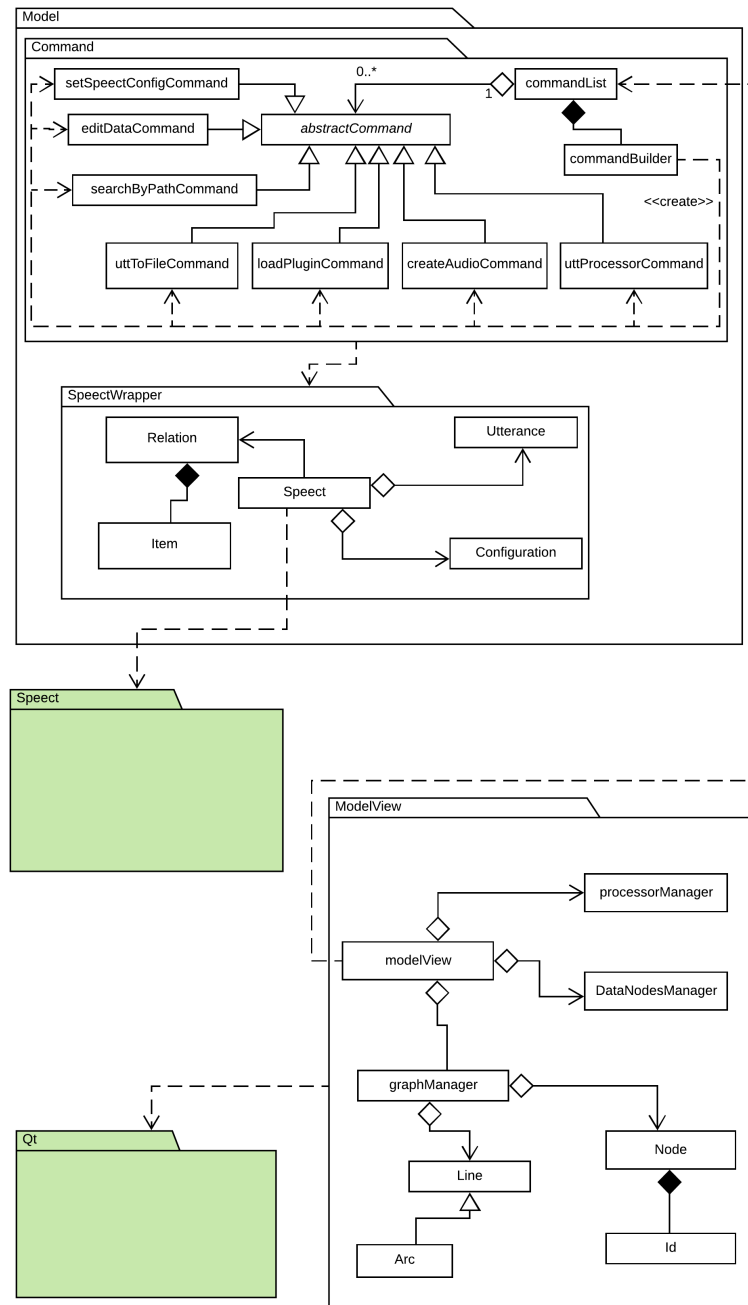 Model
Command
setSpeectConfigCommand
0..*
1
commandList
editDataCommand
abstractCommand
commandBuilder
searchByPathCommand
<<create>>
uttToFileCommand
loadPluginCommand
createAudioCommand
uttProcessorCommand
SpeectWrapper
Relation
Utterance
Speect
Item
Configuration
Speect
ModelView
processorManager
modelView
DataNodesManager
graphManager
Qt
Node
Line
Id
Arc